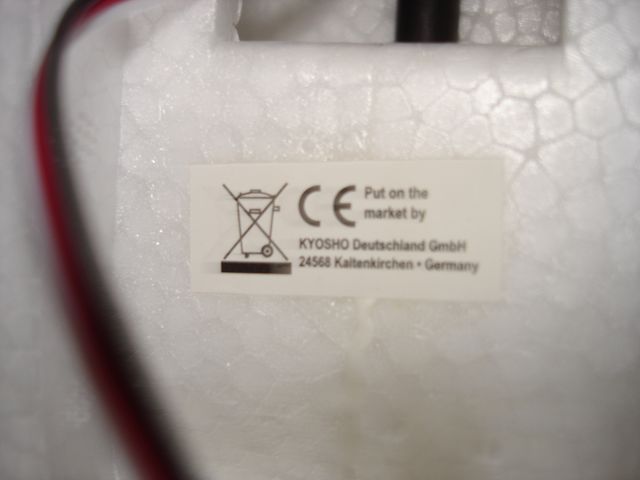 CE Put on the
market by
KYOSHO Deutschland GmbH
24568 Kaltenkirchen • Germany